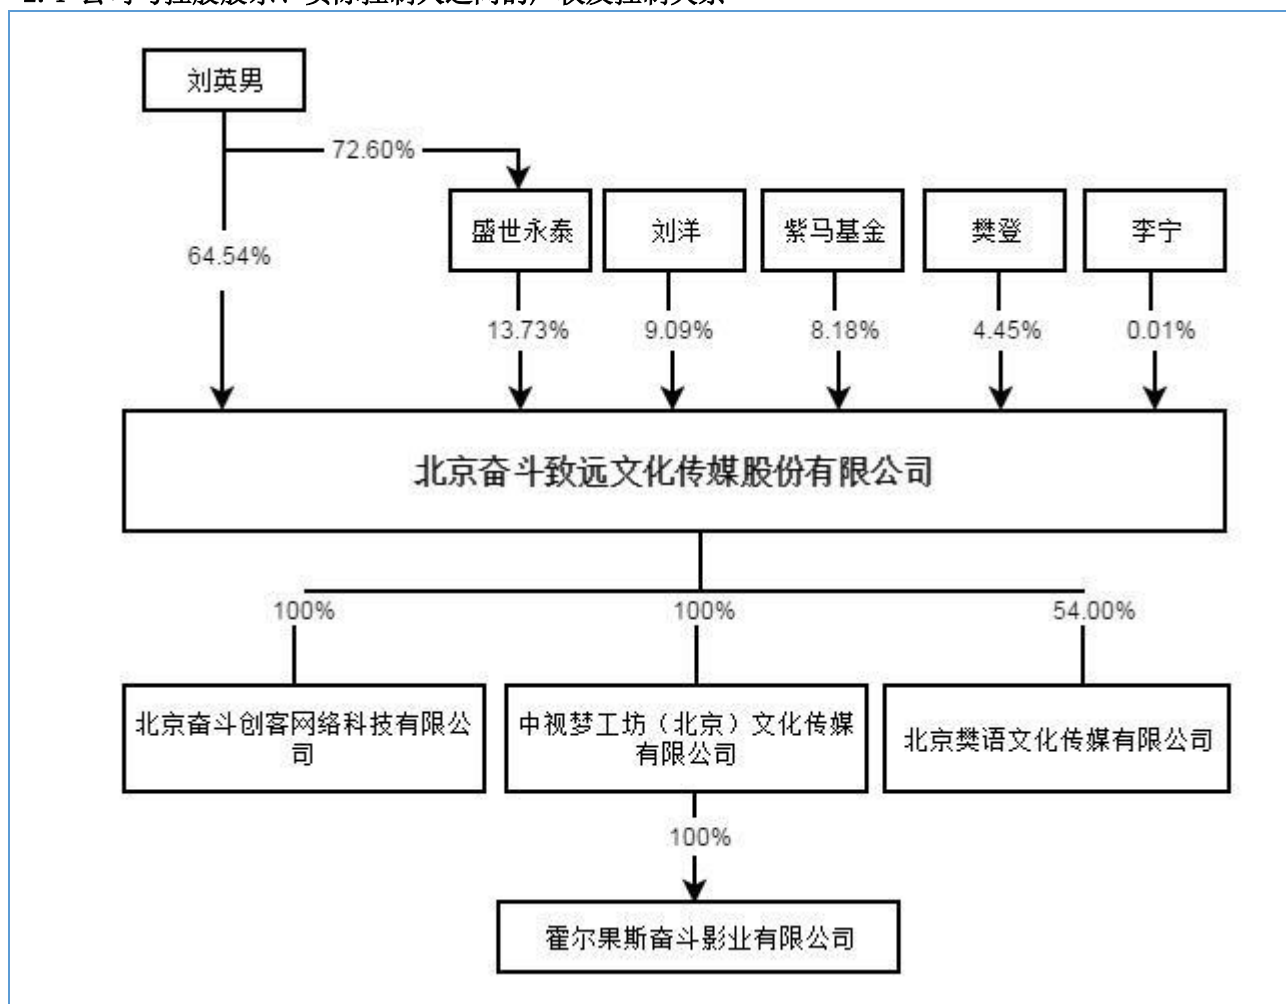 刘英男
72.60%
盛世永泰
刘洋
紫马基金
樊登
李宁
64.54%
13.73%
9.09%
8.18%
4.45%
0.01%
北京奋斗致远文化传媒股份有限公司
100%
100%
54.00%
北京奋斗创客网络科技有限公
司
中视梦工坊（北京）文化传媒
有限公司
北京樊语文化传媒有限公司
100%
霍尔果斯奋斗影业有限公司